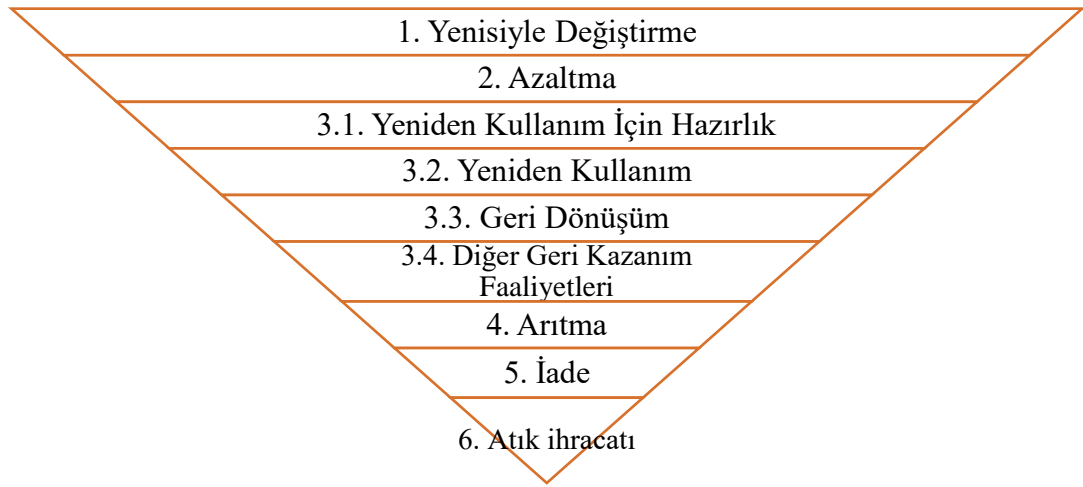 1. Yenisiyle Değiştirme
2. Azaltma
3.1. Yeniden Kullanım İçin Hazırlık
3.2. Yeniden Kullanım
3.3. Geri Dönüşüm
3.4. Diğer Geri Kazanım
Faaliyetleri
4. Arıtma
5. İade
6. Atık ihracatı